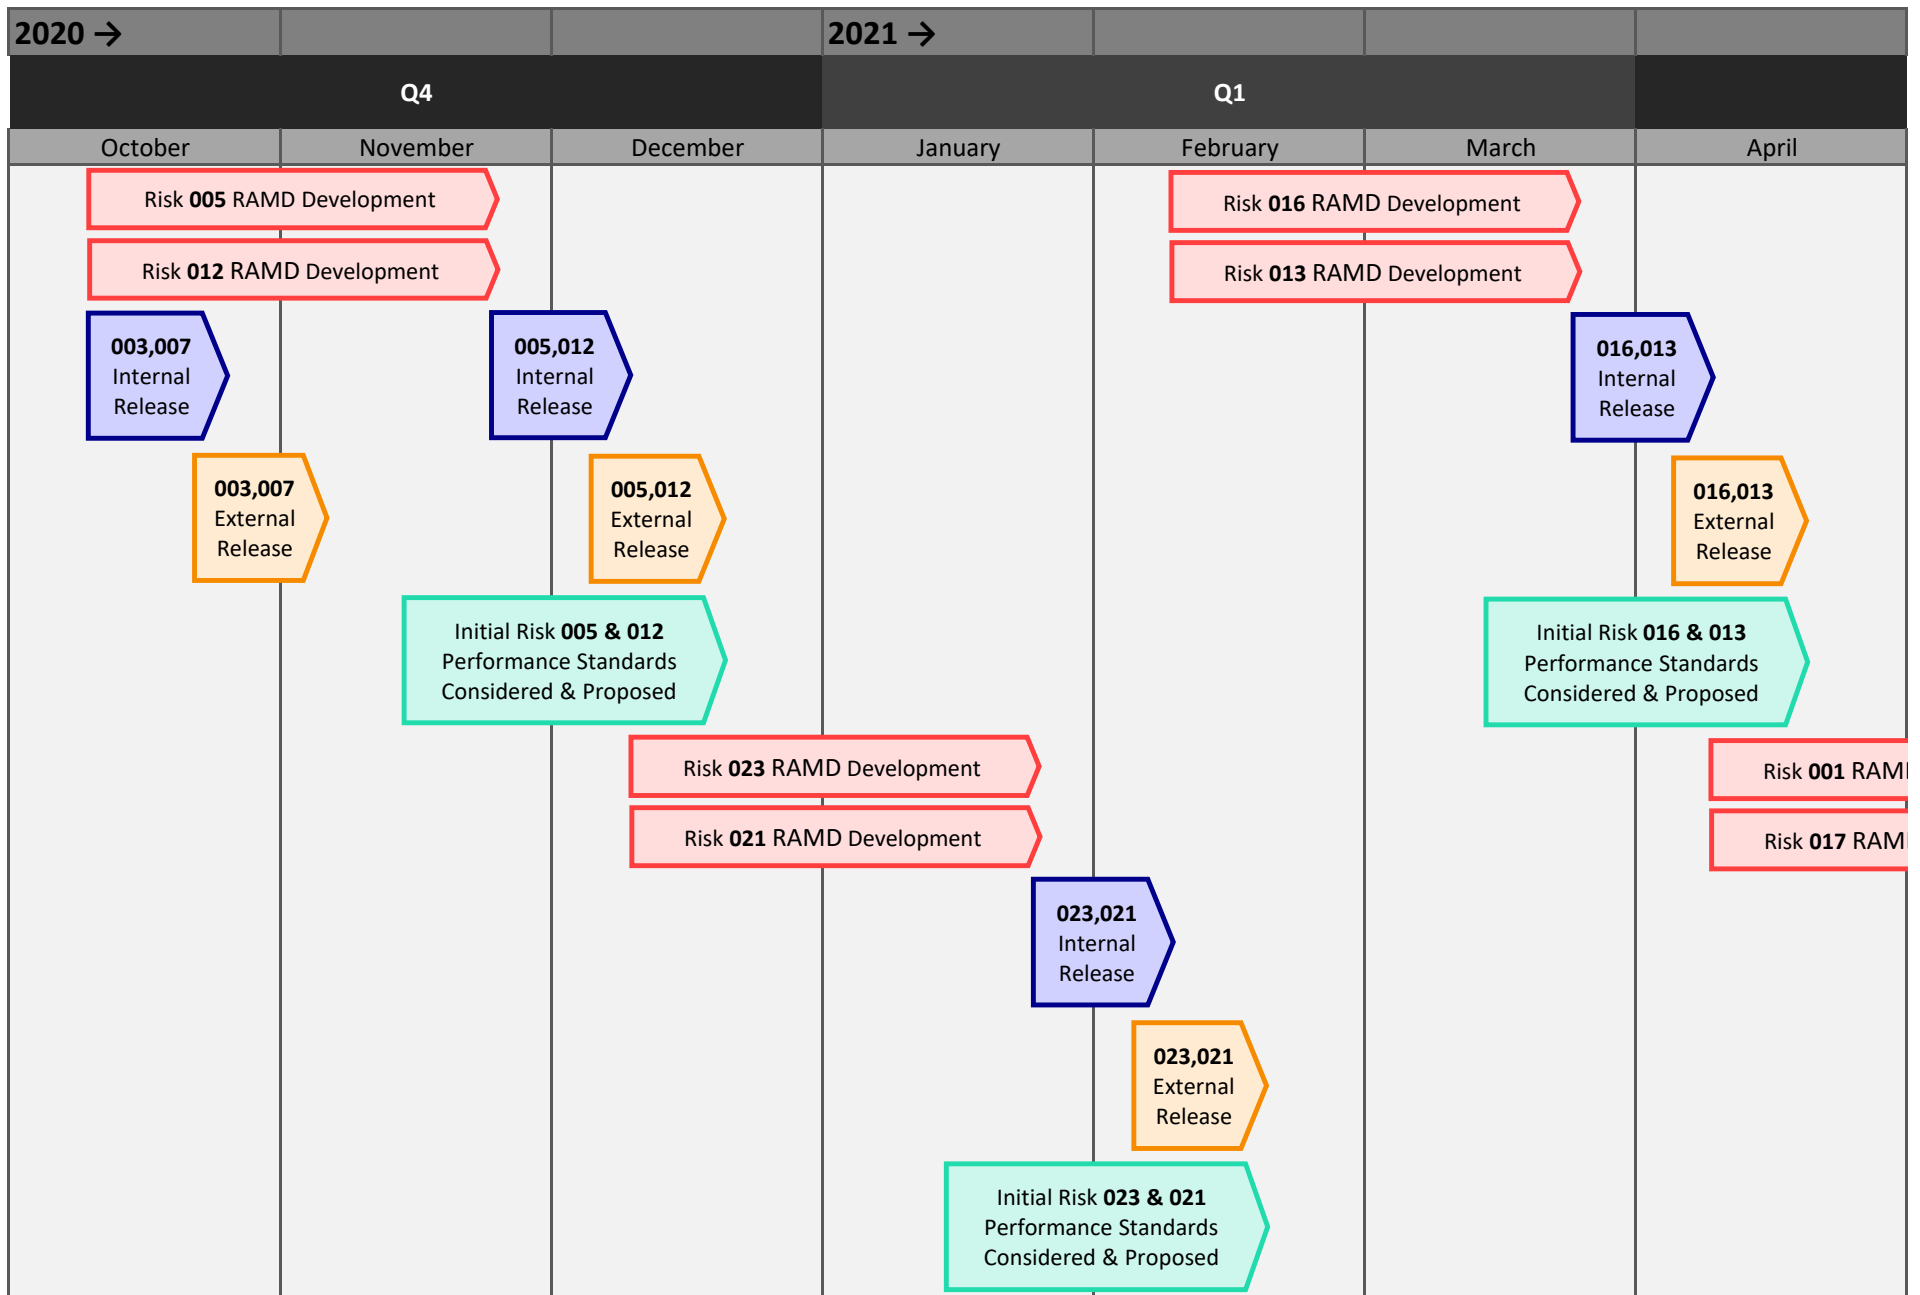 2020 →
2021 →
Q4
Q1
October
November
December
January
February
March
April
Risk 005 RAMD Development
Risk 016 RAMD Development
Risk 012 RAMD Development
Risk 013 RAMD Development
003,007
Internal
Release
005,012
Internal
Release
016,013
Internal
Release
003,007
External
Release
005,012
External
Release
016,013
External
Release
Initial Risk 005 & 012
Performance Standards
Considered & Proposed
Initial Risk 016 & 013
Performance Standards
Considered & Proposed
Risk 023 RAMD Development
Risk 001 RAM
Risk 021 RAMD Development
Risk 017 RAM
023,021
Internal
Release
023,021
External
Release
Initial Risk 023 & 021
Performance Standards
Considered & Proposed